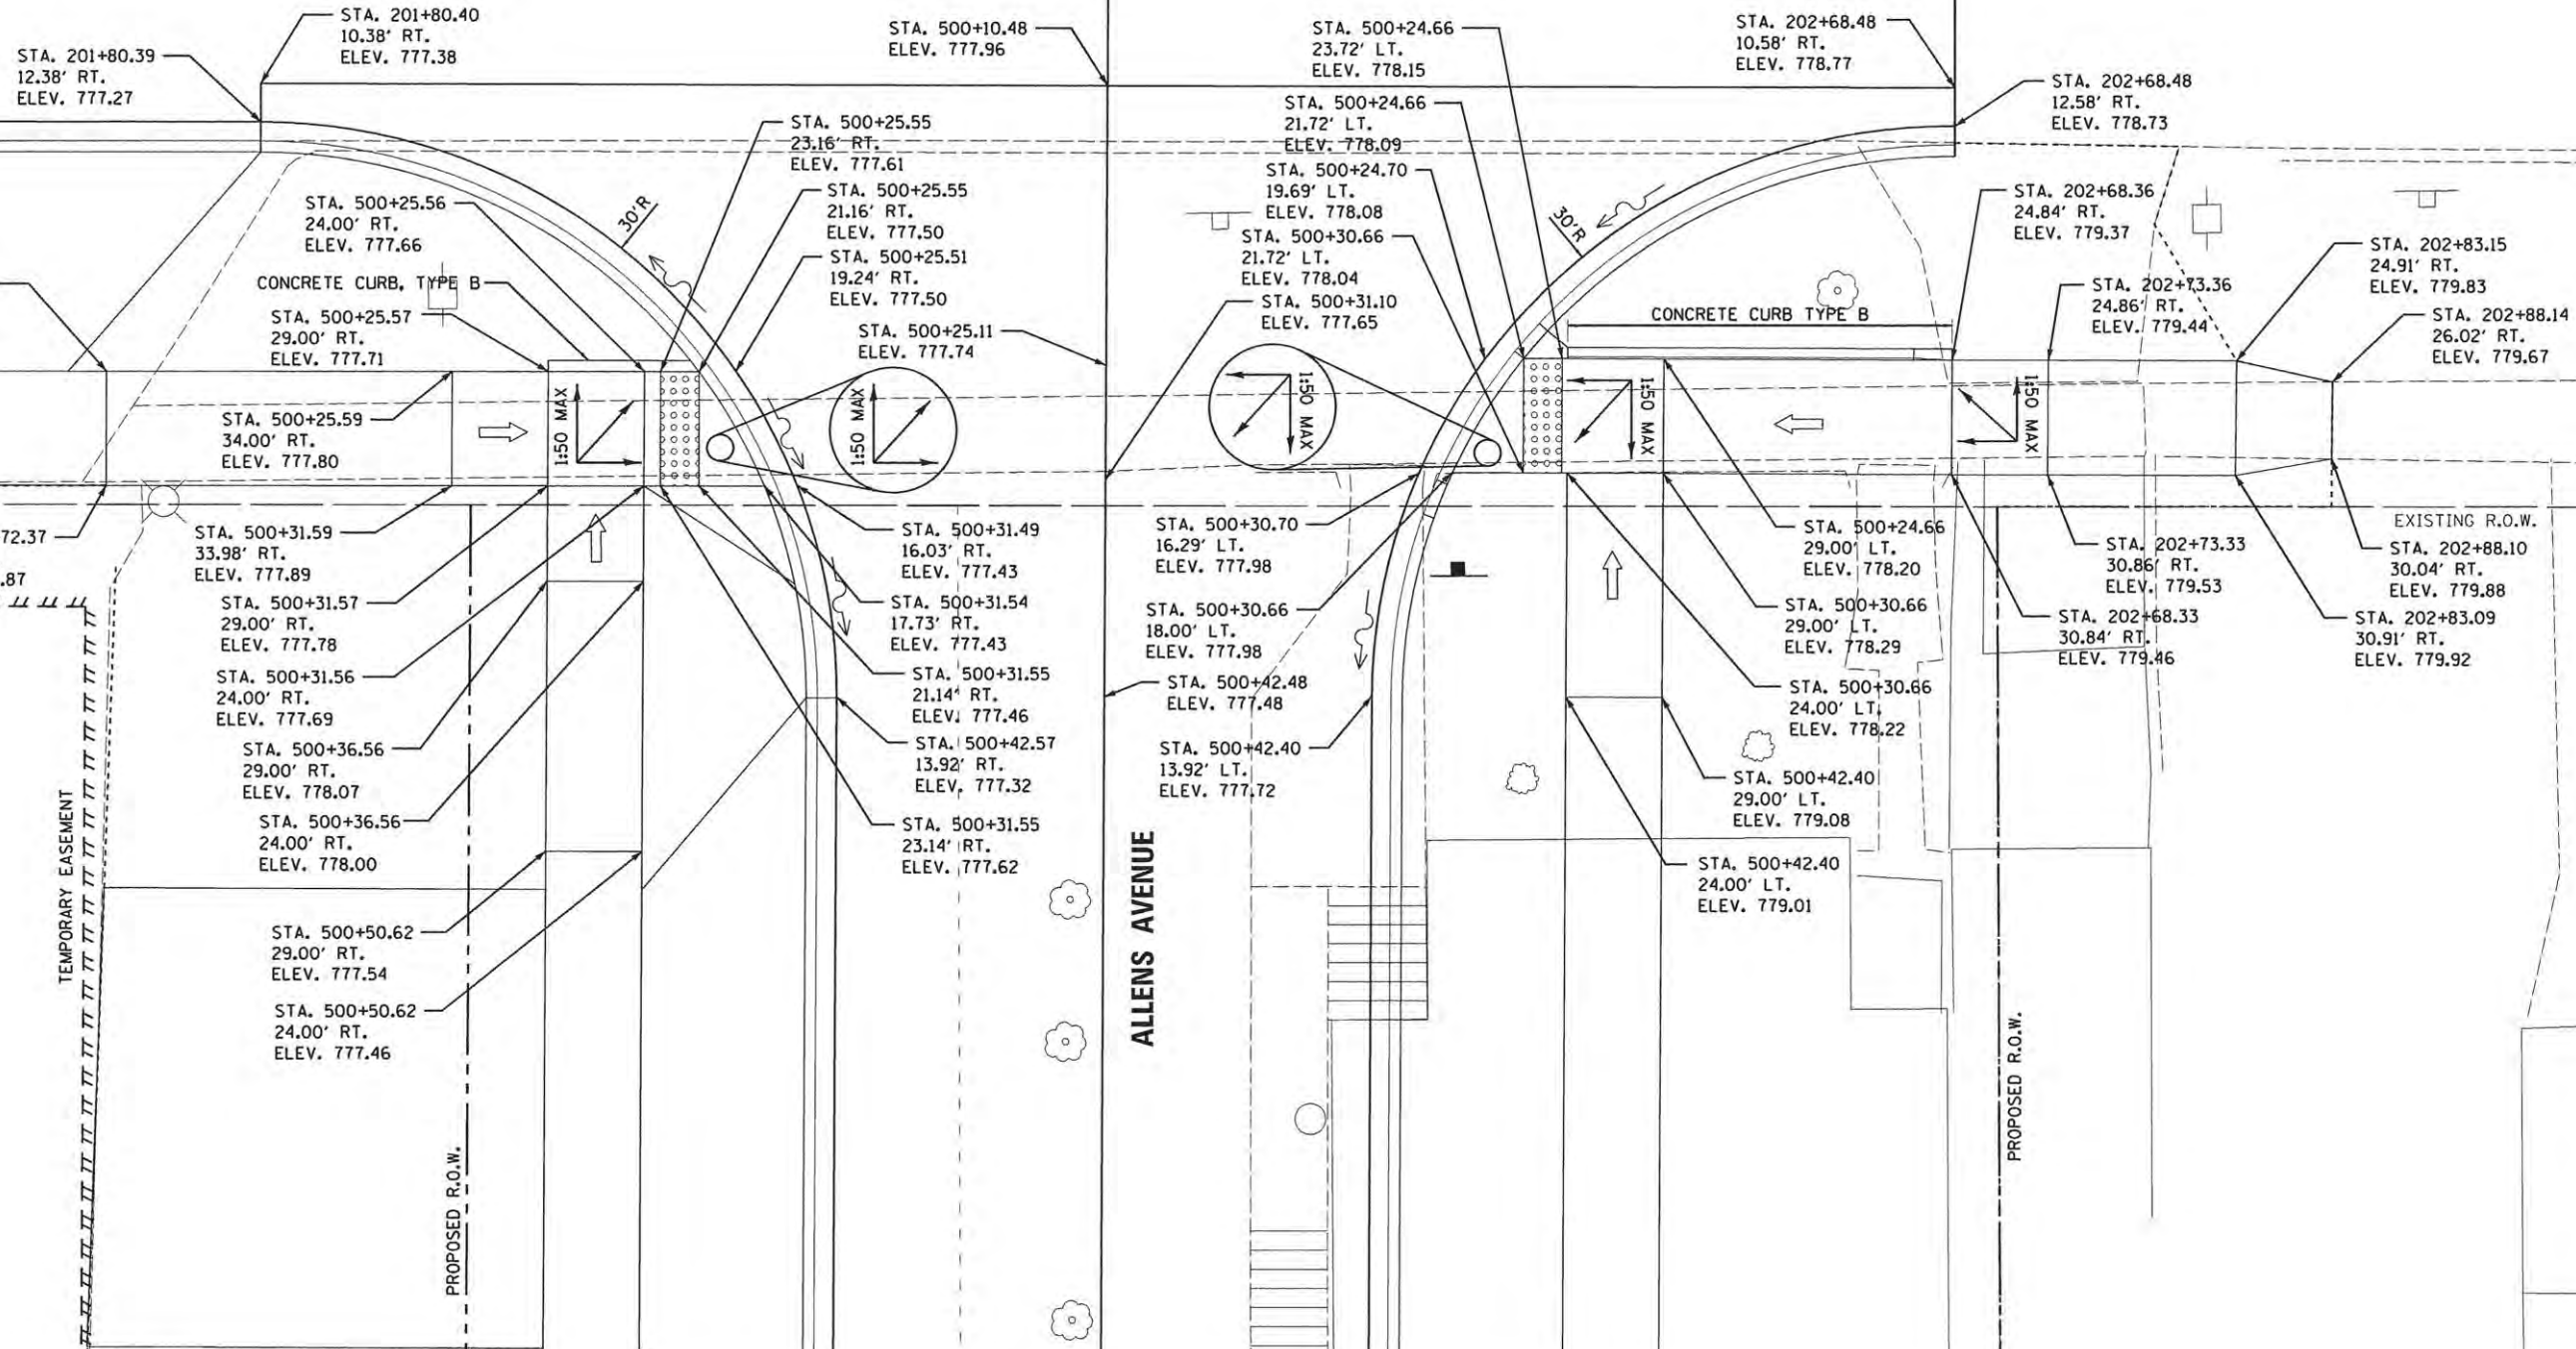 STA. 201+80.40
10.38' RT.
ELEV. 777.38
STA. 201+80.39
12.38' RT.
ELEV. 777.27
STA. 500+10.48
ELEV. 777.96
STA. 500+24.66
23.72' LT.
ELEV. 778.15
STA. 202+68.48
10.58' RT.
ELEV. 778.77
STA. 202+68.48
12.58' RT.
ELEV. 778.73
STA. 500+25.55
23.16' RT.
ELEV. 777.61
STA. 500+24.66
21.72' LT.
ELEV. 778.09
STA. 500+25.56
24.00' RT.
ELEV. 777.66
30'R
STA. 500+25.55
21.16' RT.
ELEV. 777.50
STA. 500+24.70
19.69' LT.
ELEV. 778.08
30'R
STA. 202+68.36
24.84' RT.
ELEV. 779.37
STA. 500+25.51
19.24' RT.
ELEV. 777.50
STA. 500+30.66
21.72' LT.
ELEV. 778.04
STA. 202+83.15
24.91' RT.
ELEV. 779.83
CONCRETE CURB, TYPE B
STA. 500+25.57
29.00' RT.
ELEV. 777.71
STA. 500+25.11
ELEV. 777.74
STA. 500+31.10
ELEV. 777.65
CONCRETE CURB TYPE B
STA. 202+73.36
24.86' RT.
ELEV. 779.44
STA. 202+88.14
26.02' RT.
ELEV. 779.67
1:50 MAX
1:50 MAX
1:50 MAX
1:50 MAX
1:50 MAX
STA. 500+25.59
34.00' RT.
ELEV. 777.80
72.37
.87
STA. 500+31.59
33.98' RT.
ELEV. 777.89
STA. 500+31.49
16.03' RT.
ELEV. 777.43
STA. 500+30.70
16.29' LT.
ELEV. 777.98
STA. 500+24.66
29.00' LT.
ELEV. 778.20
STA. 202+73.33
30.86' RT.
ELEV. 779.53
EXISTING R.O.W.
STA. 202+88.10
30.04' RT.
ELEV. 779.88
STA. 500+31.57
29.00' RT.
ELEV. 777.78
STA. 500+31.54
17.73' RT.
ELEV. 777.43
STA. 500+30.66
18.00' LT.
ELEV. 777.98
STA. 500+30.66
29.00' LT.
ELEV. 778.29
STA. 202+68.33
30.84' RT.
ELEV. 779.46
STA. 202+83.09
30.91' RT.
ELEV. 779.92
STA. 500+31.56
24.00' RT.
ELEV. 777.69
STA. 500+31.55
21.14' RT.
ELEV. 777.46
STA. 500+42.48
ELEV. 777.48
STA. 500+30.66
24.00' LT.
ELEV. 778.22
STA. 500+36.56
29.00' RT.
ELEV. 778.07
STA. 500+42.57
13.92' RT.
ELEV. 777.32
STA. 500+42.40
13.92' LT.
ELEV. 777.72
STA. 500+42.40
29.00' LT.
ELEV. 779.08
STA. 500+36.56
24.00' RT.
ELEV. 778.00
STA. 500+31.55
23.14' RT.
ELEV. 777.62
STA. 500+42.40
24.00' LT.
ELEV. 779.01
TEMPORARY EASEMENT
ALLENS AVENUE
STA. 500+50.62
29.00' RT.
ELEV. 777.54
STA. 500+50.62
24.00' RT.
ELEV. 777.46
PROPOSED R.O.W.
PROPOSED R.O.W.